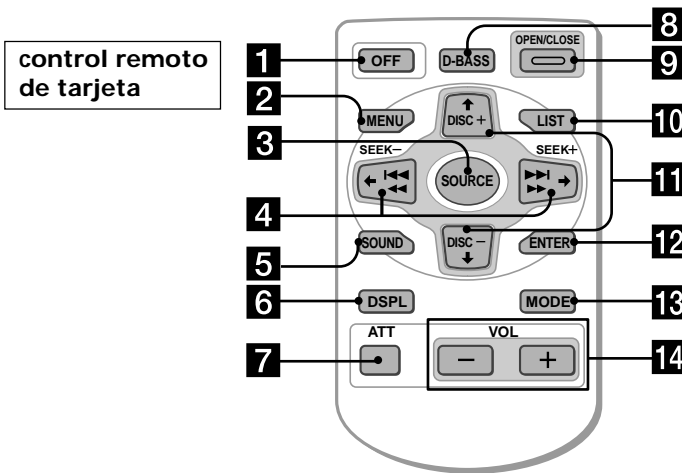 control remoto
de tarjeta
1 OFF D-BASS OPEN/CLOSE 8
9
2 MENU DISC + LIST 10
3 SEEK− SOURCE SEEK+ 11
4
5 SOUND DISC − ENTER 12
6 DSPL MODE 13
ATT VOL
7 − + 14